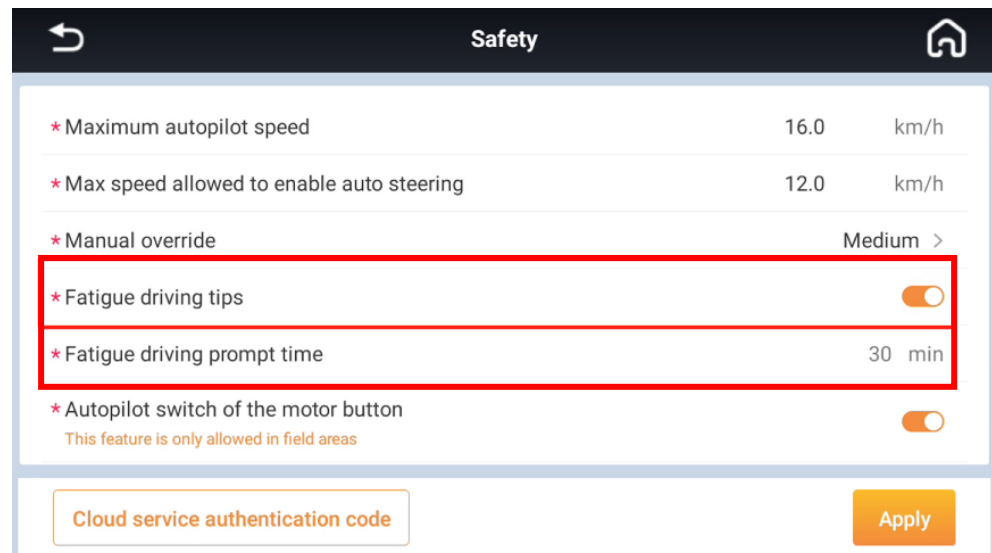 Safety
* Maximum autopilot speed 16.0 km/h
* Max speed allowed to enable auto steering 12.0 km/h
* Manual override Medium >
* Fatigue driving tips
* Fatigue driving prompt time 30 min
* Autopilot switch of the motor button
This feature is only allowed in field areas
Cloud service authentication code Apply